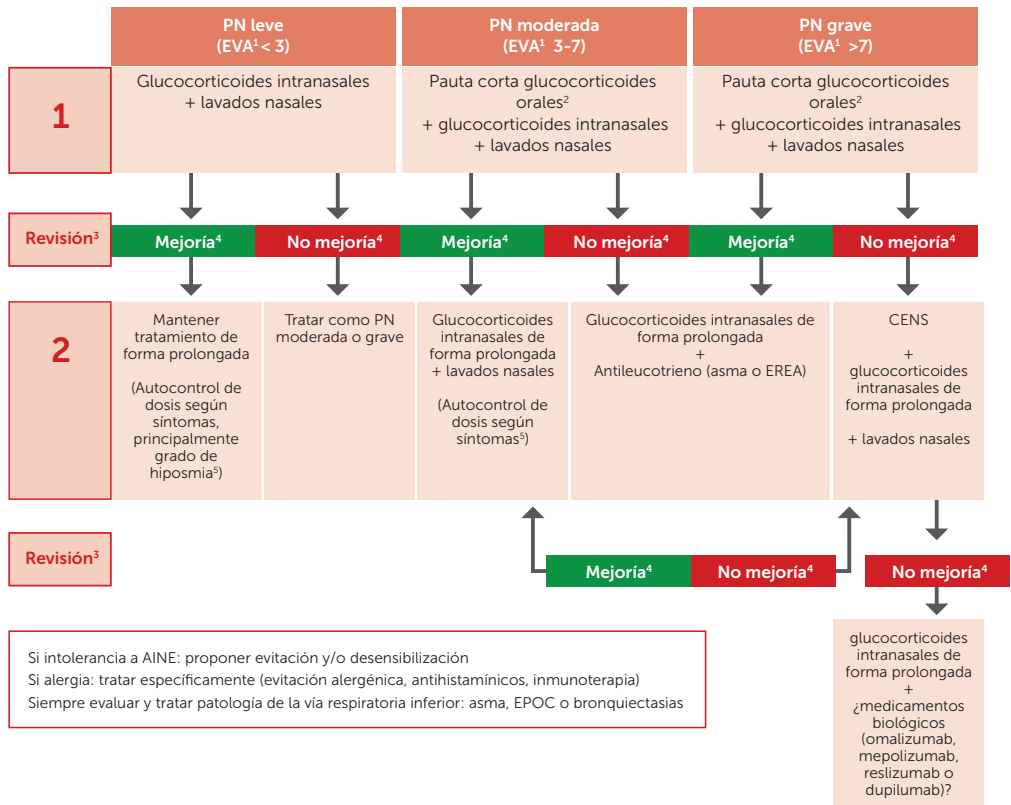 PN leve
(EVA¹ < 3)
PN moderada
(EVA¹ 3-7)
PN grave
(EVA¹ >7)
1
Glucocorticoides intranasales
+ lavados nasales
Pauta corta glucocorticoides
orales²
+ glucocorticoides intranasales
+ lavados nasales
Pauta corta glucocorticoides
orales²
+ glucocorticoides intranasales
+ lavados nasales
Revisión³
Mejoría⁴
No mejoría⁴
Mejoría⁴
No mejoría⁴
Mejoría⁴
No mejoría⁴
2
Mantener
tratamiento de
forma prolongada
(Autocontrol de
dosis según
síntomas,
principalmente
grado de
hiposmia⁵)
Tratar como PN
moderada o grave
Glucocorticoides
intranasales de
forma prolongada
+ lavados nasales
(Autocontrol de
dosis según
síntomas⁵)
Glucocorticoides intranasales de
forma prolongada
+
Antileucotrieno (asma o EREA)
CENS
+
glucocorticoides
intranasales de
forma prolongada
+ lavados nasales
Revisión³
Mejoría⁴
No mejoría⁴
No mejoría⁴
glucocorticoides
intranasales de
forma prolongada
+
¿medicamentos
biológicos
(omalizumab,
mepolizumab,
reslizumab o
dupilumab)?
Si intolerancia a AINE: proponer evitación y/o desensibilización
Si alergia: tratar específicamente (evitación alergénica, antihistamínicos, inmunoterapia)
Siempre evaluar y tratar patología de la vía respiratoria inferior: asma, EPOC o bronquiectasias